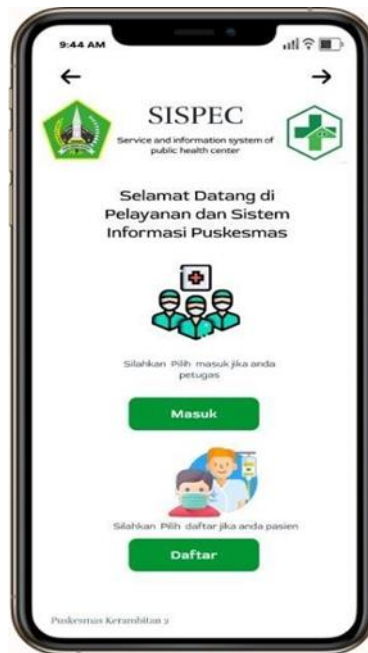 9:44 AM
SISPEC
Service and information system of
public health center
Selamat Datang di
Pelayanan dan Sistem
Informasi Puskesmas
Silahkan Pilih masuk jika anda
petugas
Masuk
Silahkan Pilih daftar jika anda pasien
Daftar
Puskesmas Kerambitan 2